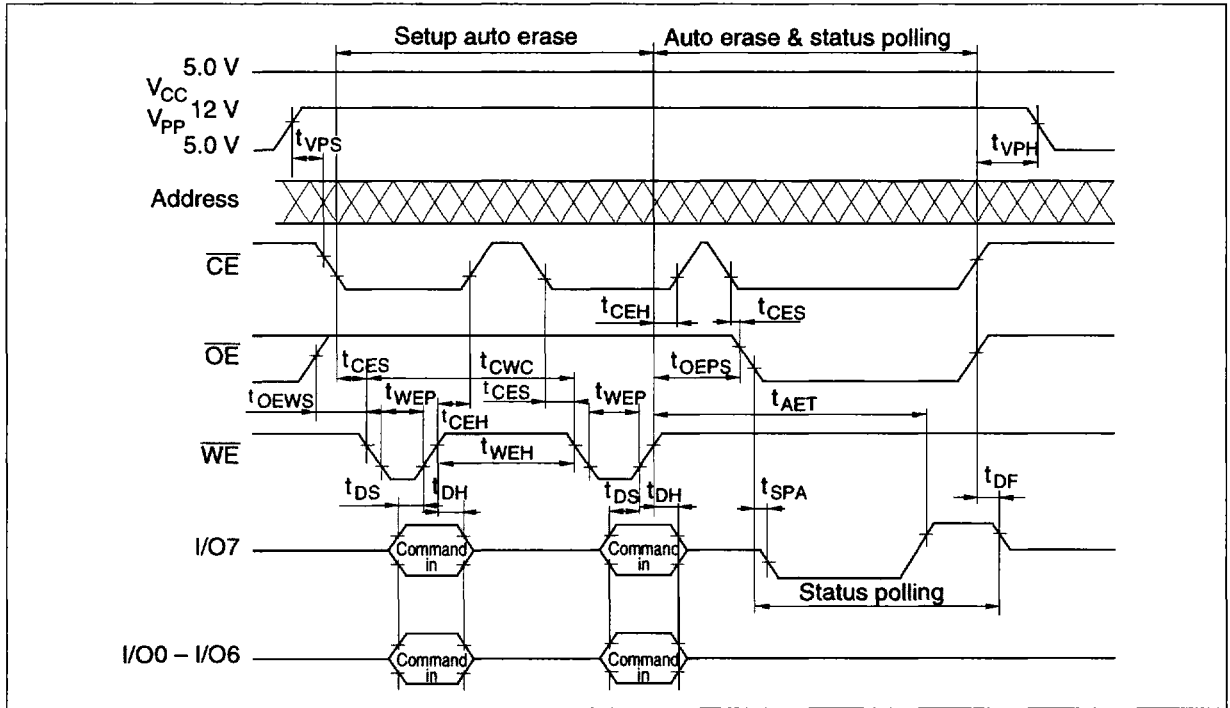 Setup auto erase Auto erase & status polling
5.0 V
VCC
12 V
VPP
5.0 V
tVPS
tVPH
Address
CE
tCEH
tCES
OE
tCES
tCWC
tOEPS
tOEWS
tWEP
tCES
tWEP
tAET
tCEH
WE
tWEH
tDS
tDH
tDS
tDH
tSPA
tDF
I/O7
Command
in
Command
in
Status polling
I/O0 – I/O6
Command
in
Command
in